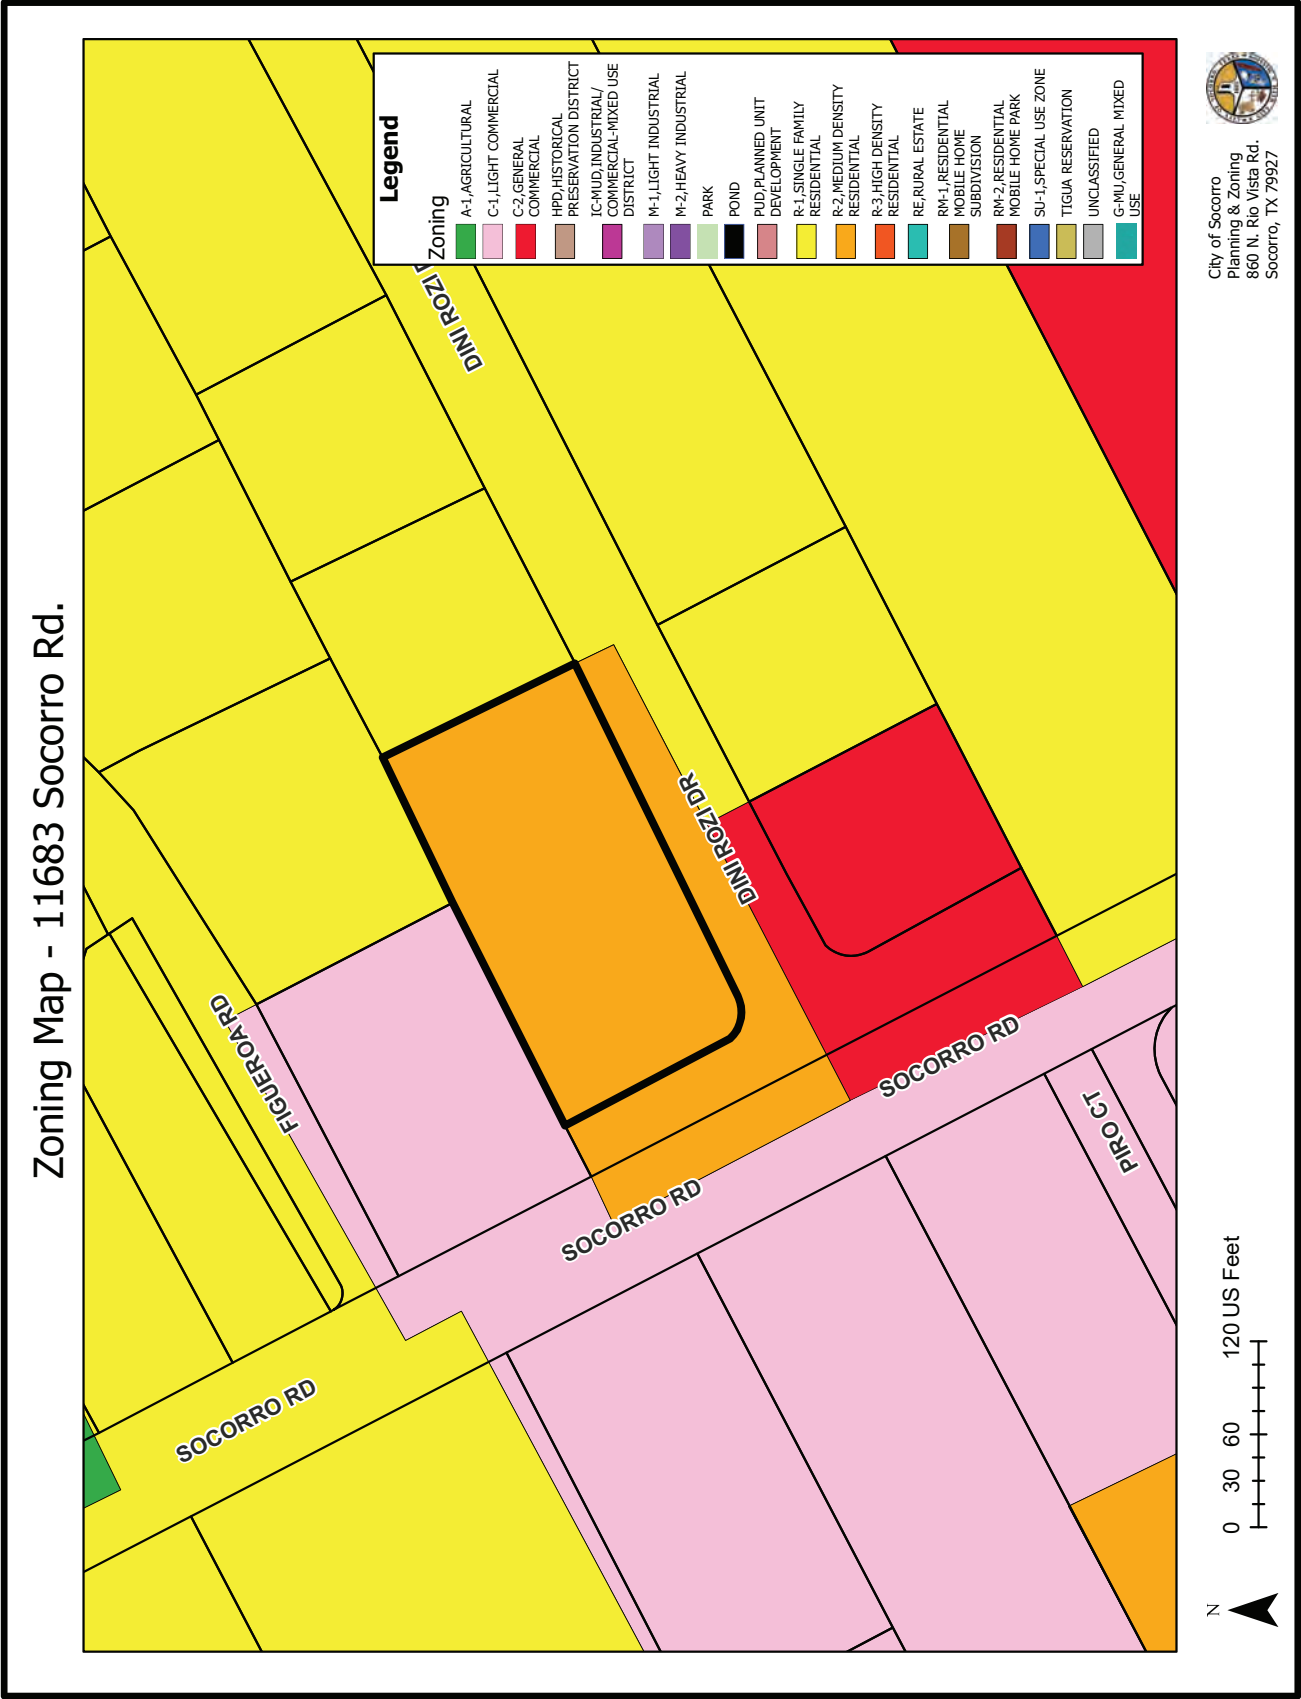 Zoning Map - 11683 Socorro Rd.
Legend
Zoning
A-1,AGRICULTURAL
C-1,LIGHT COMMERCIAL
C-2,GENERAL
COMMERCIAL
HPD,HISTORICAL
PRESERVATION DISTRICT
IC-MUD,INDUSTRIAL/
COMMERCIAL-MIXED USE
DISTRICT
M-1,LIGHT INDUSTRIAL
M-2,HEAVY INDUSTRIAL
PARK
POND
PUD,PLANNED UNIT
DEVELOPMENT
R-1,SINGLE FAMILY
RESIDENTIAL
R-2,MEDIUM DENSITY
RESIDENTIAL
R-3,HIGH DENSITY
RESIDENTIAL
RE,RURAL ESTATE
RM-1,RESIDENTIAL
MOBILE HOME
SUBDIVISION
RM-2,RESIDENTIAL
MOBILE HOME PARK
SU-1,SPECIAL USE ZONE
TIGUA RESERVATION
UNCLASSIFIED
G-MU,GENERAL MIXED
USE
FIGUEROA RD
DINI ROZI
DINI ROZI DR
SOCORRO RD
SOCORRO RD
SOCORRO RD
PIRO CT
N
0 30 60 120 US Feet
City of Socorro
Planning & Zoning
860 N. Rio Vista Rd.
Socorro, TX 79927